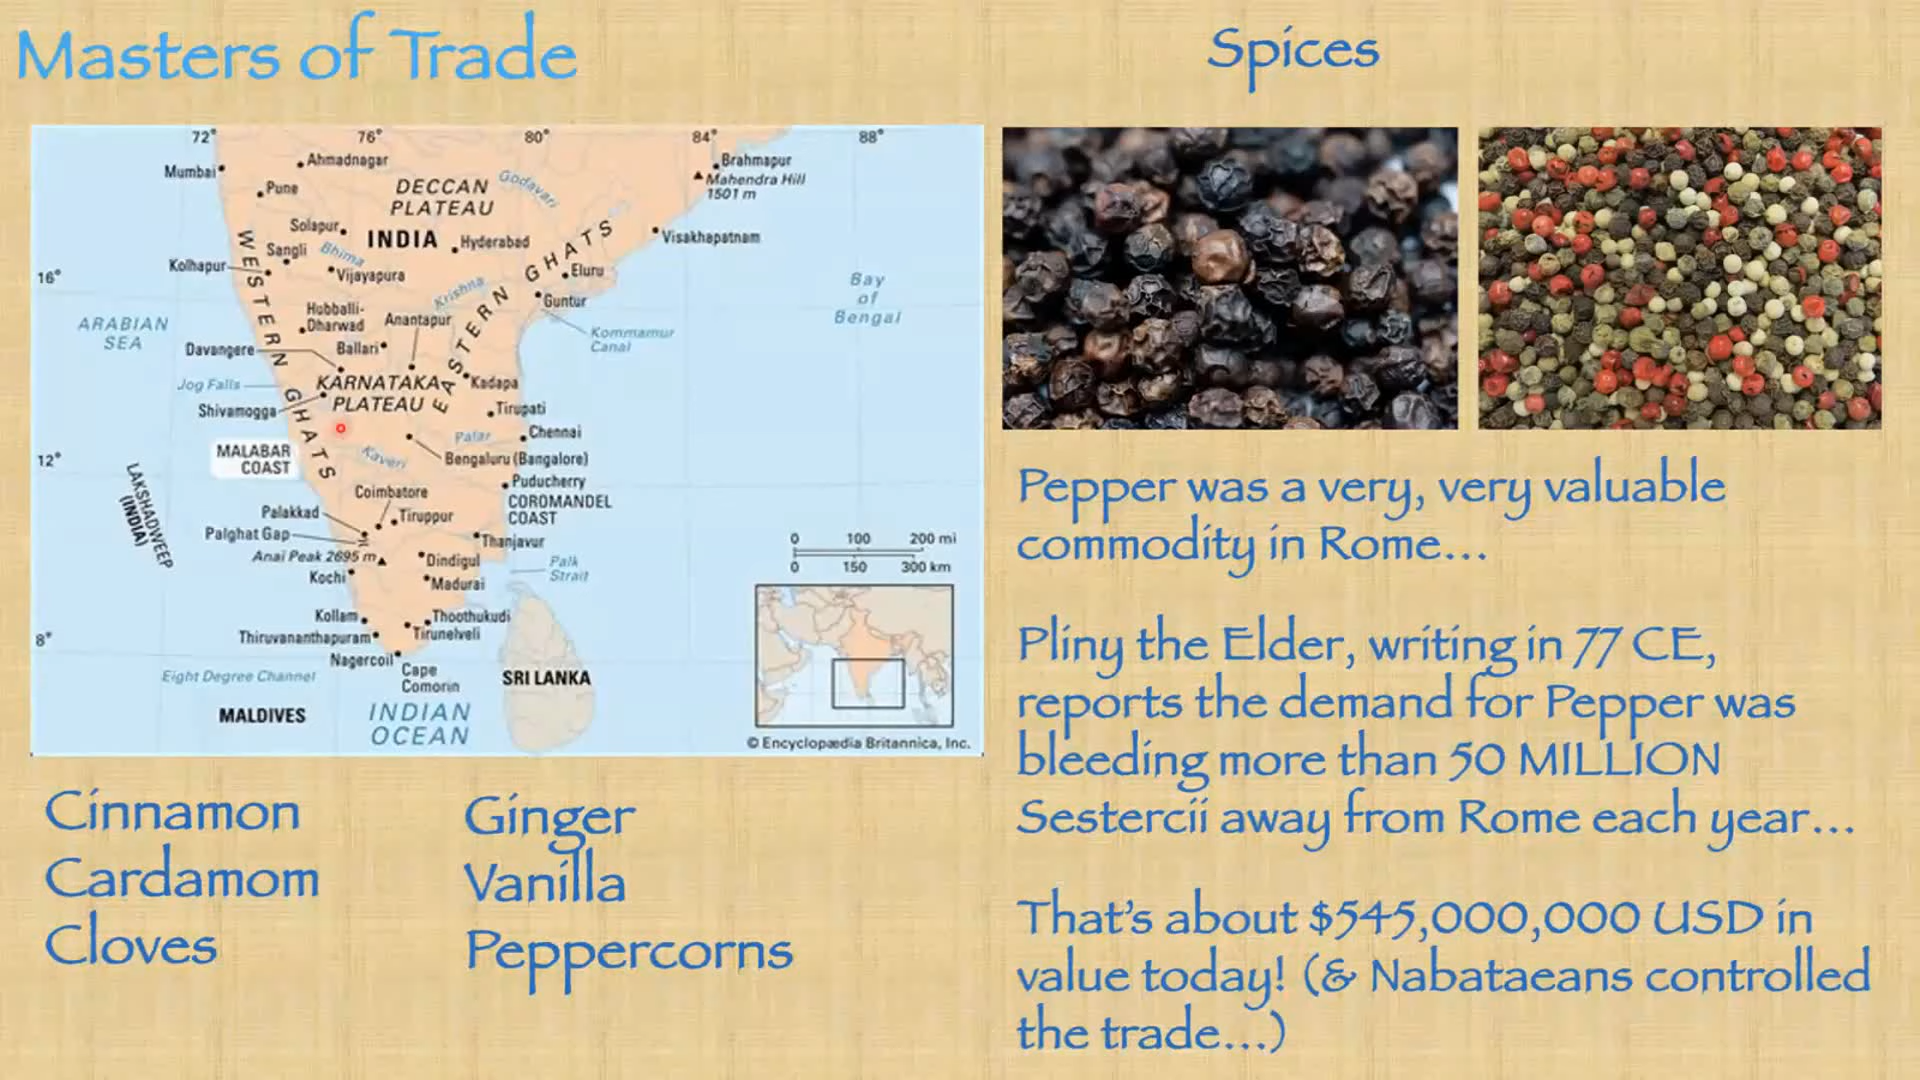 Masters of Trade
Spices
72°
76°
80°
84°
88°
Mumbai
Ahmadnagar
Pune
DECCAN
PLATEAU
Godavari
Brahmapur
Mahendra Hill
1501 m
Solapur
Sangli
INDIA
Hyderabad
Visakhapatnam
Kolhapur
Bhima
Vijayapura
Eluru
16°
WESTERN GHATS
EASTERN GHATS
Krishna
Guntur
Bay
of
Bengal
ARABIAN
SEA
Hubballi-
Dharwad
Anantapur
Kommamur
Canal
Davangere
Ballari
Jog Falls
KARNATAKA
PLATEAU
Kadapa
Shivamogga
Tirupati
Palar
Chennai
MALABAR
COAST
Kaveri
Bengaluru (Bangalore)
12°
LAKSHADWEEP
(INDIA)
Coimbatore
Puducherry
COROMANDEL
COAST
Palakkad
Tiruppur
Palghat Gap
Thanjavur
Anai Peak 2695 m
Dindigul
Palk
Strait
Kochi
Madurai
0 100 200 mi
0 150 300 km
Kollam
Thoothukudi
Thiruvananthapuram
Tirunelveli
8°
Nagercoil
Cape
Comorin
Eight Degree Channel
SRI LANKA
MALDIVES
INDIAN
OCEAN
© Encyclopædia Britannica, Inc.
Cinnamon
Cardamom
Cloves
Ginger
Vanilla
Peppercorns
Pepper was a very, very valuable
commodity in Rome...
Pliny the Elder, writing in 77 CE,
reports the demand for Pepper was
bleeding more than 50 MILLION
Sestercii away from Rome each year...
That's about $545,000,000 USD in
value today! (& Nabataeans controlled
the trade...)